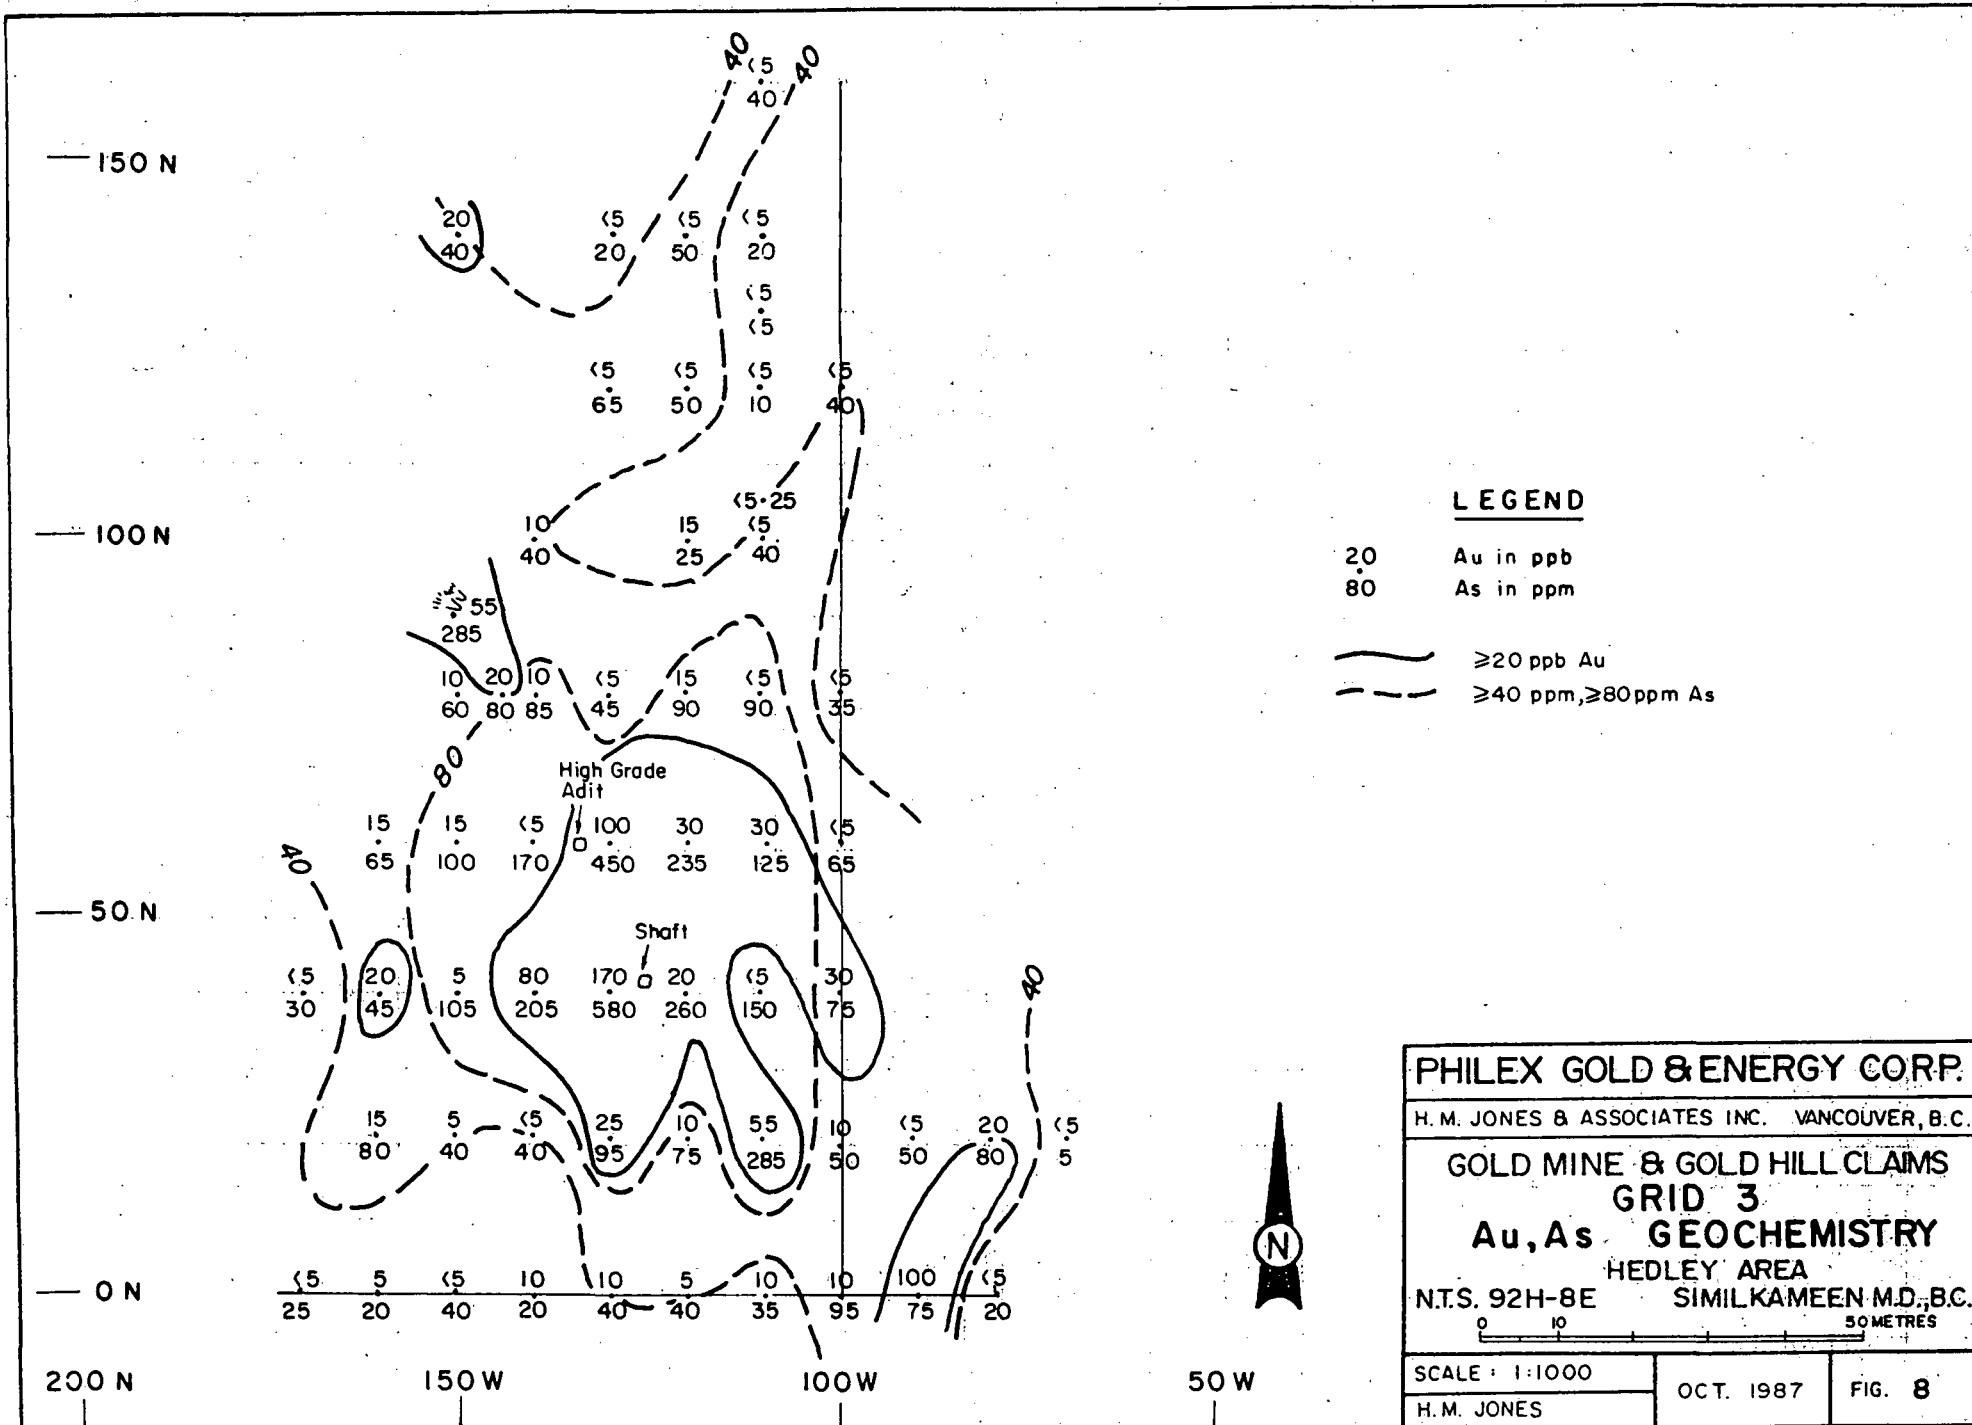 40 <5 40
40
150 N
20 <5 <5 <5
40 20 50 20
<5
<5
<5 <5 <5 <5
65 50 10 40
<5 25
10 15 <5
100 N
40 25 40
55
285
10 20 10 <5 15 <5 <5
60 80 85 45 90 90 35
80
High Grade
Adit
15 15 <5 100 30 30 <5
65 100 170 450 235 125 65
40
50 N
Shaft
<5 20 5 80 170 20 <5 30
30 45 105 205 580 260 150 75
40
15 5 <5 25 10 55 10 <5 20 <5
80 40 40 95 75 285 50 50 80 5
<5 5 <5 10 10 5 10 10 100 <5
0 N
25 20 40 20 40 40 35 95 75 20
200 N 150 W 100 W 50 W
LEGEND
20 Au in ppb
80 As in ppm
≥20 ppb Au
≥40 ppm, ≥80 ppm As
N
PHILEX GOLD & ENERGY CORP.
H. M. JONES & ASSOCIATES INC. VANCOUVER, B.C.
GOLD MINE & GOLD HILL CLAIMS
GRID 3
Au, As GEOCHEMISTRY
HEDLEY AREA
N.T.S. 92H-8E SIMILKAMEEN M.D., B.C.
0 10 50 METRES
SCALE : 1:1000
OCT. 1987 FIG. 8
H. M. JONES